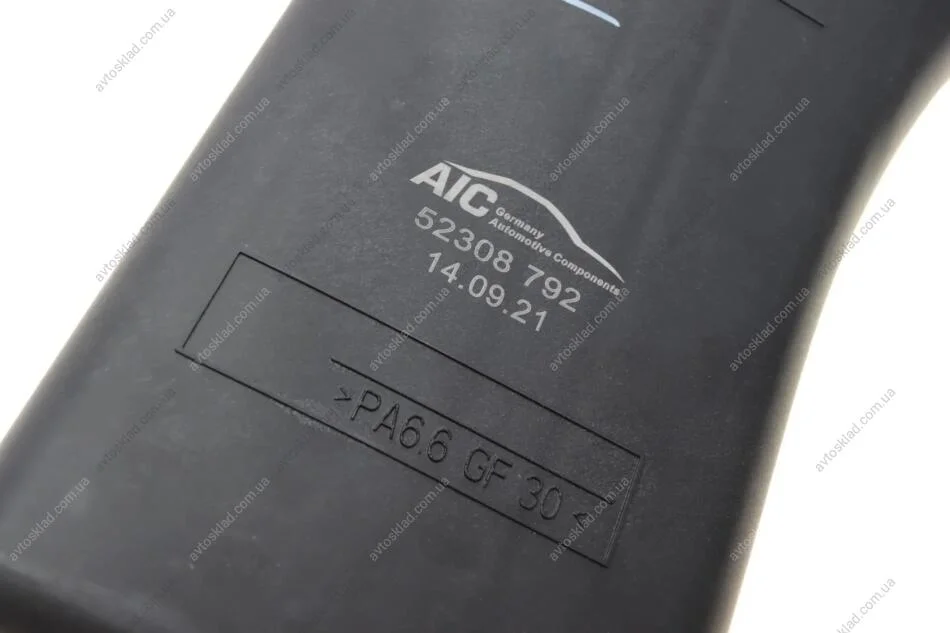 AIC
Germany
Automotive Components
52308 792
14.09.21
>PA6.6 GF 30<
avtosklad.com.ua